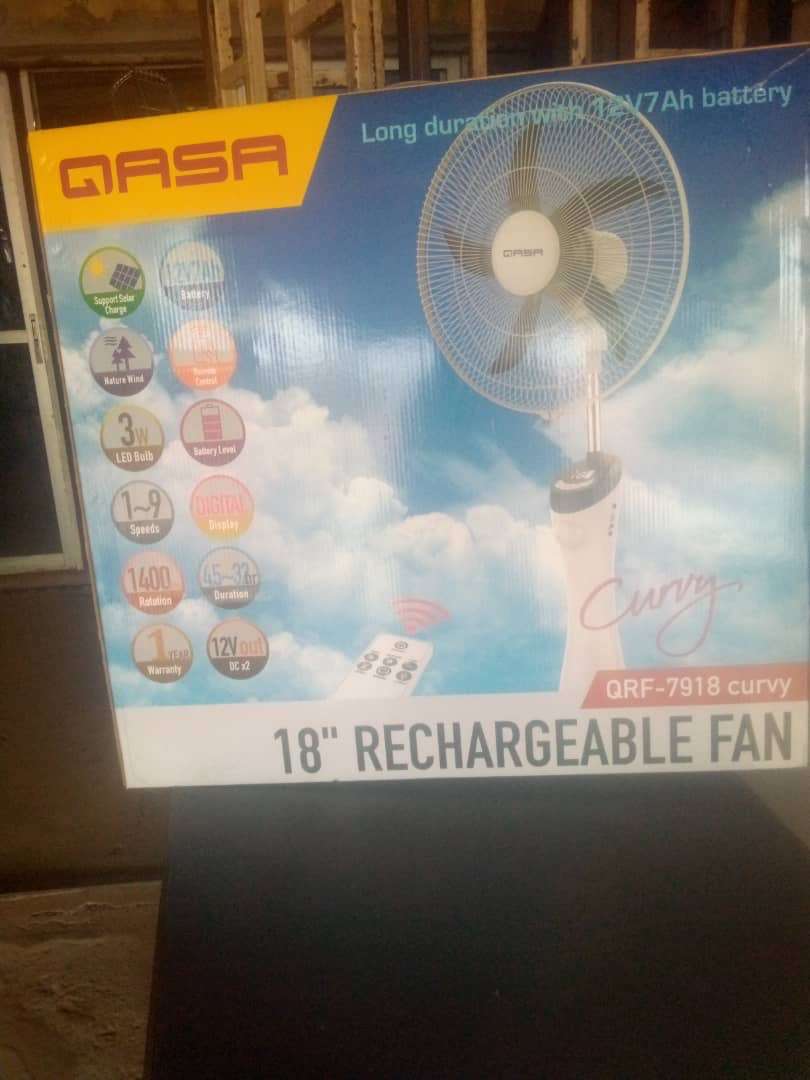 QASA
Long duration with 12V7Ah battery
QASA
Support Solar
Charge
12V7Ah
Battery
Nature Wind
Remote
Control
3W
LED Bulb
Battery Level
1~9
Speeds
DIGITAL
Display
1400
Rotation
Duration
1 YEAR
Warranty
12V out
DC x2
Curvy
QRF-7918 curvy
18" RECHARGEABLE FAN